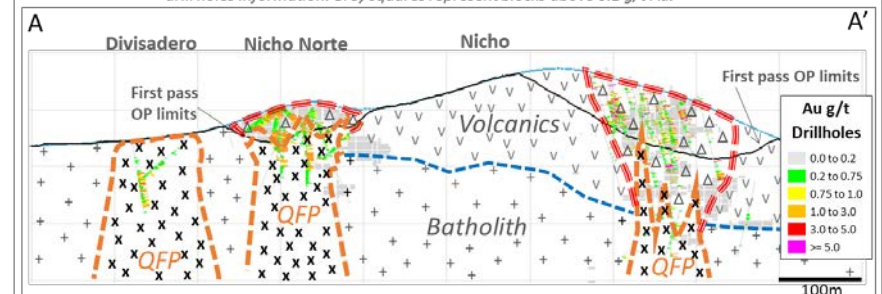 A
A'
Divisadero
Nicho Norte
Nicho
First pass
OP limits
First pass OP limits
Volcanics
Batholith
QFP
QFP
QFP
Au g/t
Drillholes
0.0 to 0.2
0.2 to 0.75
0.75 to 1.0
1.0 to 3.0
3.0 to 5.0
>= 5.0
100m